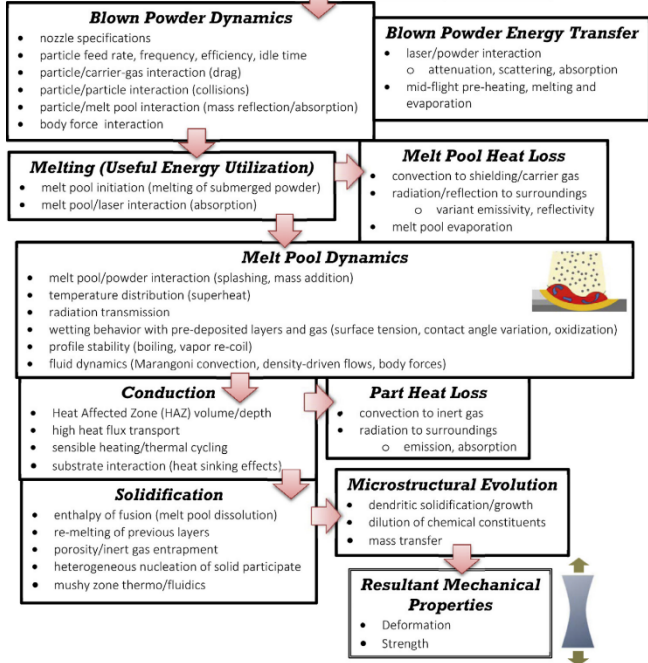 Blown Powder Dynamics
• nozzle specifications
• particle feed rate, frequency, efficiency, idle time
• particle/carrier-gas interaction (drag)
• particle/particle interaction (collisions)
• particle/melt pool interaction (mass reflection/absorption)
• body force interaction
Blown Powder Energy Transfer
• laser/powder interaction
o attenuation, scattering, absorption
• mid-flight pre-heating, melting and
evaporation
Melting (Useful Energy Utilization)
• melt pool initiation (melting of submerged powder)
• melt pool/laser interaction (absorption)
Melt Pool Heat Loss
• convection to shielding/carrier gas
• radiation/reflection to surroundings
o variant emissivity, reflectivity
• melt pool evaporation
Melt Pool Dynamics
• melt pool/powder interaction (splashing, mass addition)
• temperature distribution (superheat)
• radiation transmission
• wetting behavior with pre-deposited layers and gas (surface tension, contact angle variation, oxidization)
• profile stability (boiling, vapor re-coil)
• fluid dynamics (Marangoni convection, density-driven flows, body forces)
Conduction
• Heat Affected Zone (HAZ) volume/depth
• high heat flux transport
• sensible heating/thermal cycling
• substrate interaction (heat sinking effects)
Part Heat Loss
• convection to inert gas
• radiation to surroundings
o emission, absorption
Solidification
• enthalpy of fusion (melt pool dissolution)
• re-melting of previous layers
• porosity/inert gas entrapment
• heterogeneous nucleation of solid participate
• mushy zone thermo/fluidics
Microstructural Evolution
• dendritic solidification/growth
• dilution of chemical constituents
• mass transfer
Resultant Mechanical
Properties
• Deformation
• Strength